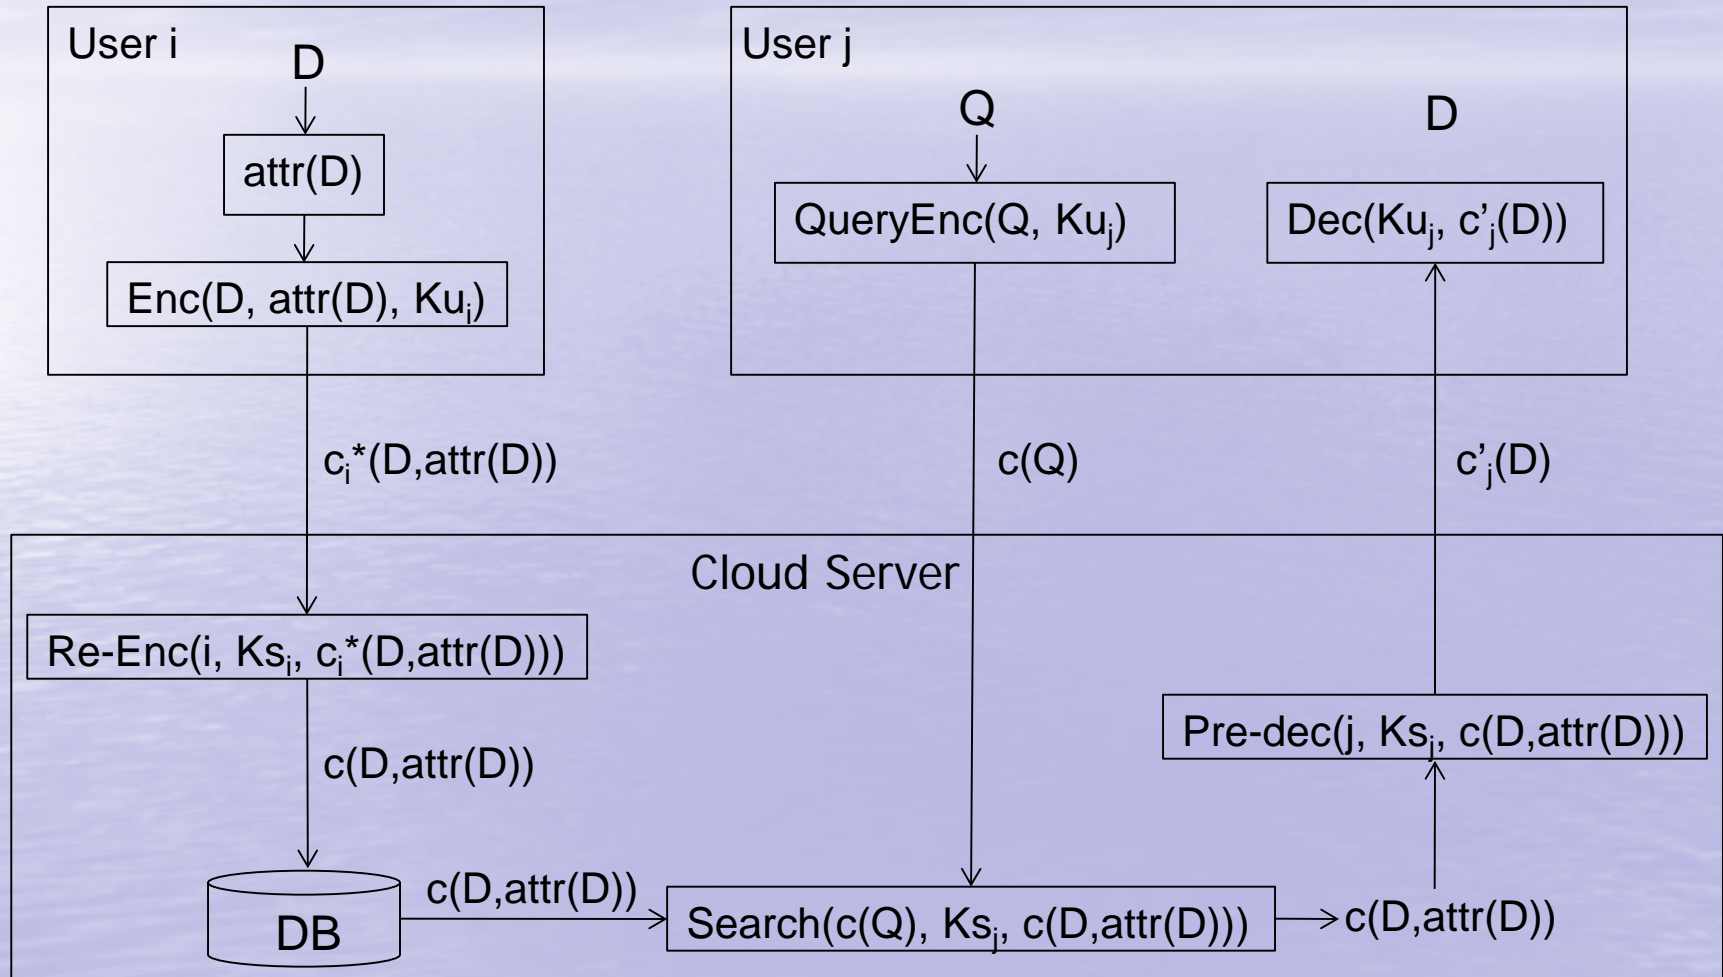 User i
D
attr(D)
Enc(D, attr(D), Kuᵢ)
cᵢ*(D,attr(D))
User j
Q
QueryEnc(Q, Kuⱼ)
c(Q)
D
Dec(Kuⱼ, c’ⱼ(D))
c’ⱼ(D)
Cloud Server
Re-Enc(i, Ksᵢ, cᵢ*(D,attr(D)))
c(D,attr(D))
DB
c(D,attr(D))
Search(c(Q), Ksⱼ, c(D,attr(D)))
c(D,attr(D))
Pre-dec(j, Ksⱼ, c(D,attr(D)))